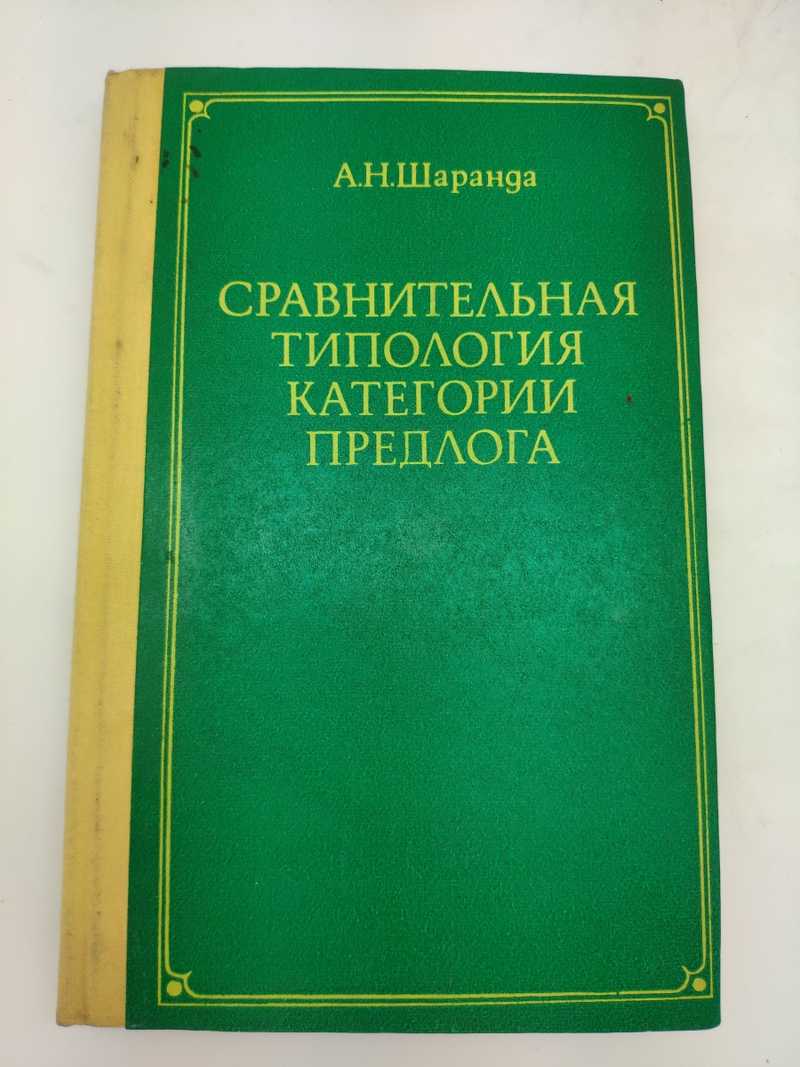 А.Н.Шаранда
СРАВНИТЕЛЬНАЯ
ТИПОЛОГИЯ
КАТЕГОРИИ
ПРЕДЛОГА